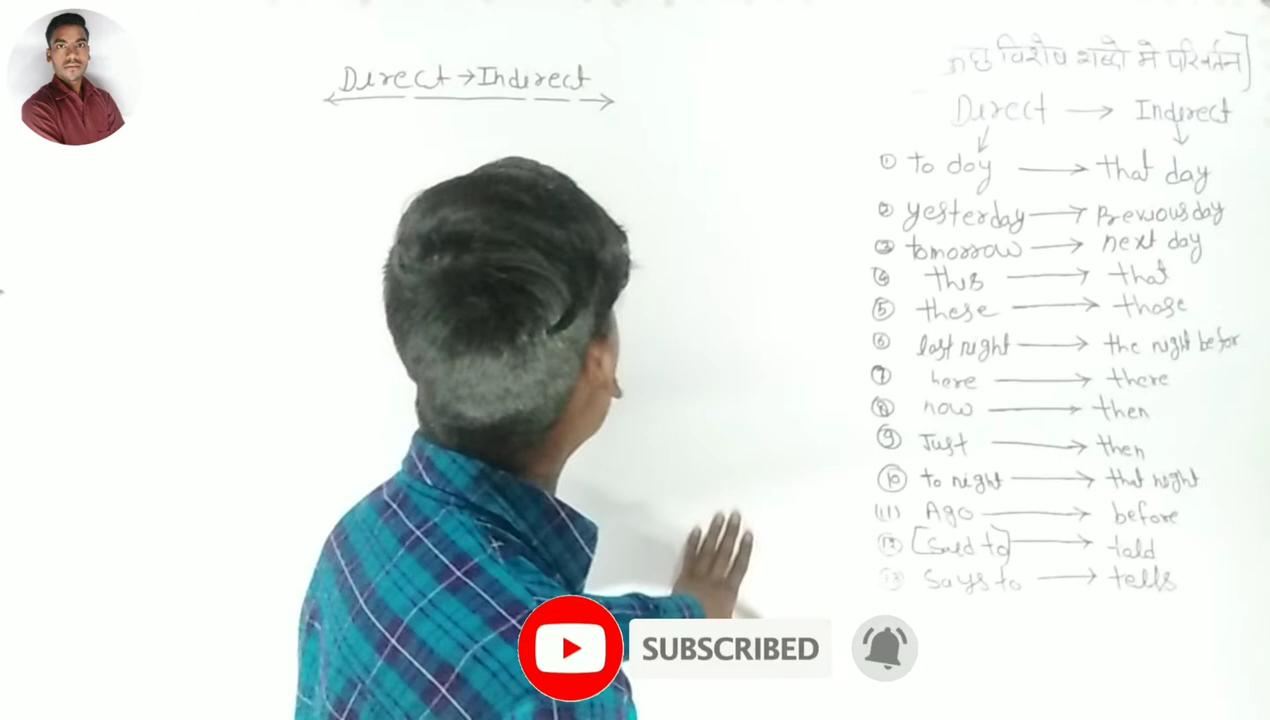 Direct → Indirect
कुछ विशेष शब्दो मे परिवर्तन]
Direct → Indirect
① to day → that day
② yesterday → Previous day
③ tomorrow → next day
④ this → that
⑤ these → those
⑥ last night → the night befor
⑦ here → there
⑧ now → then
⑨ Just → then
⑩ to night → that night
(11) Ago → before
⑫ [Said to] → told
⑬ Says to → tells
SUBSCRIBED